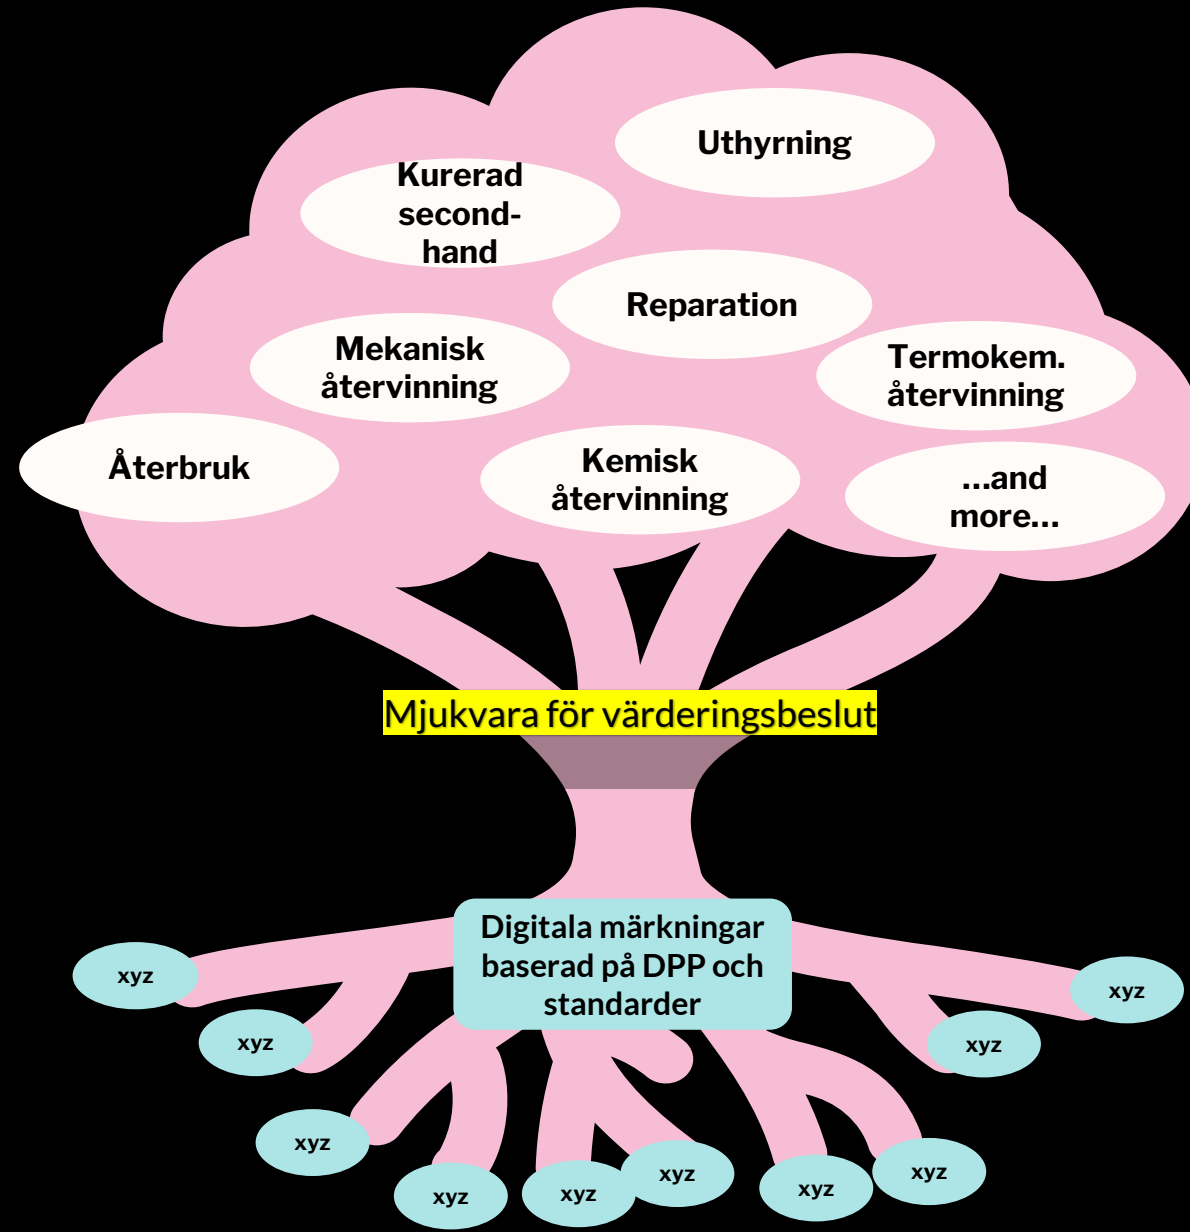 Uthyrning
Kurerad
second-
hand
Reparation
Mekanisk
återvinning
Termokem.
återvinning
Återbruk
Kemisk
återvinning
...and
more...
Mjukvara för värderingsbeslut
Digitala märkningar
baserad på DPP och
standarder
xyz
xyz
xyz
xyz
xyz
xyz
xyz
xyz
xyz
xyz